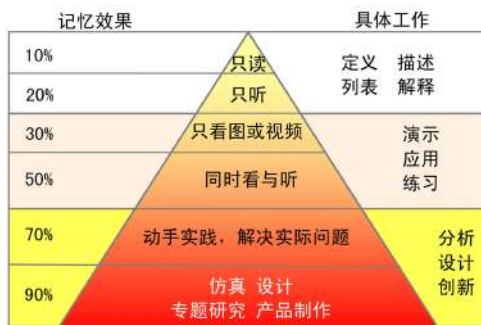 记忆效果
具体工作
10%
只读
定义 描述
列表 解释
20%
只听
30%
只看图或视频
演示
应用
练习
50%
同时看与听
70%
动手实践，解决实际问题
分析
设计
创新
90%
仿真 设计
专题研究 产品制作